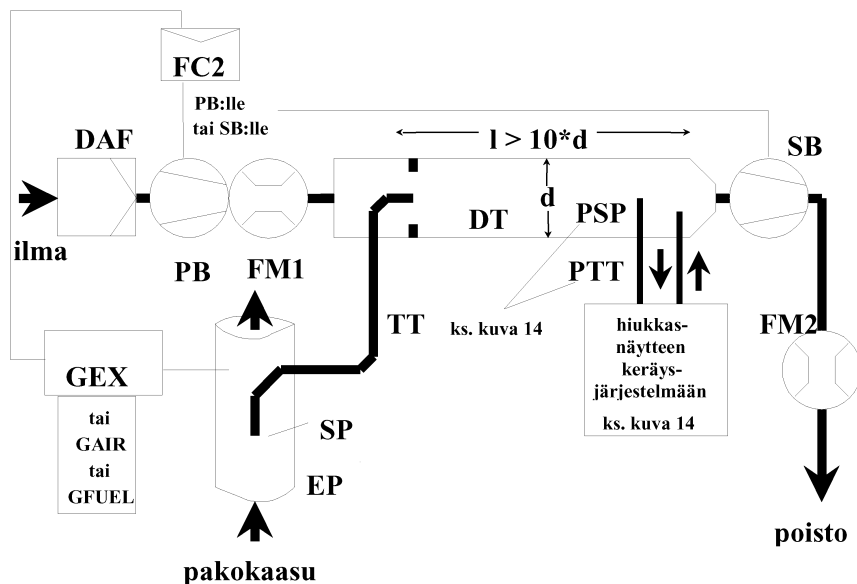 FC2
PB:lle
tai SB:lle
DAF
l > 10*d
SB
d
DT
PSP
ilma
PB
FM1
PTT
TT
ks. kuva 14
hiukkas-
näytteen
keräys-
järjestelmään
ks. kuva 14
FM2
GEX
tai
GAIR
tai
GFUEL
SP
EP
poisto
pakokaasu